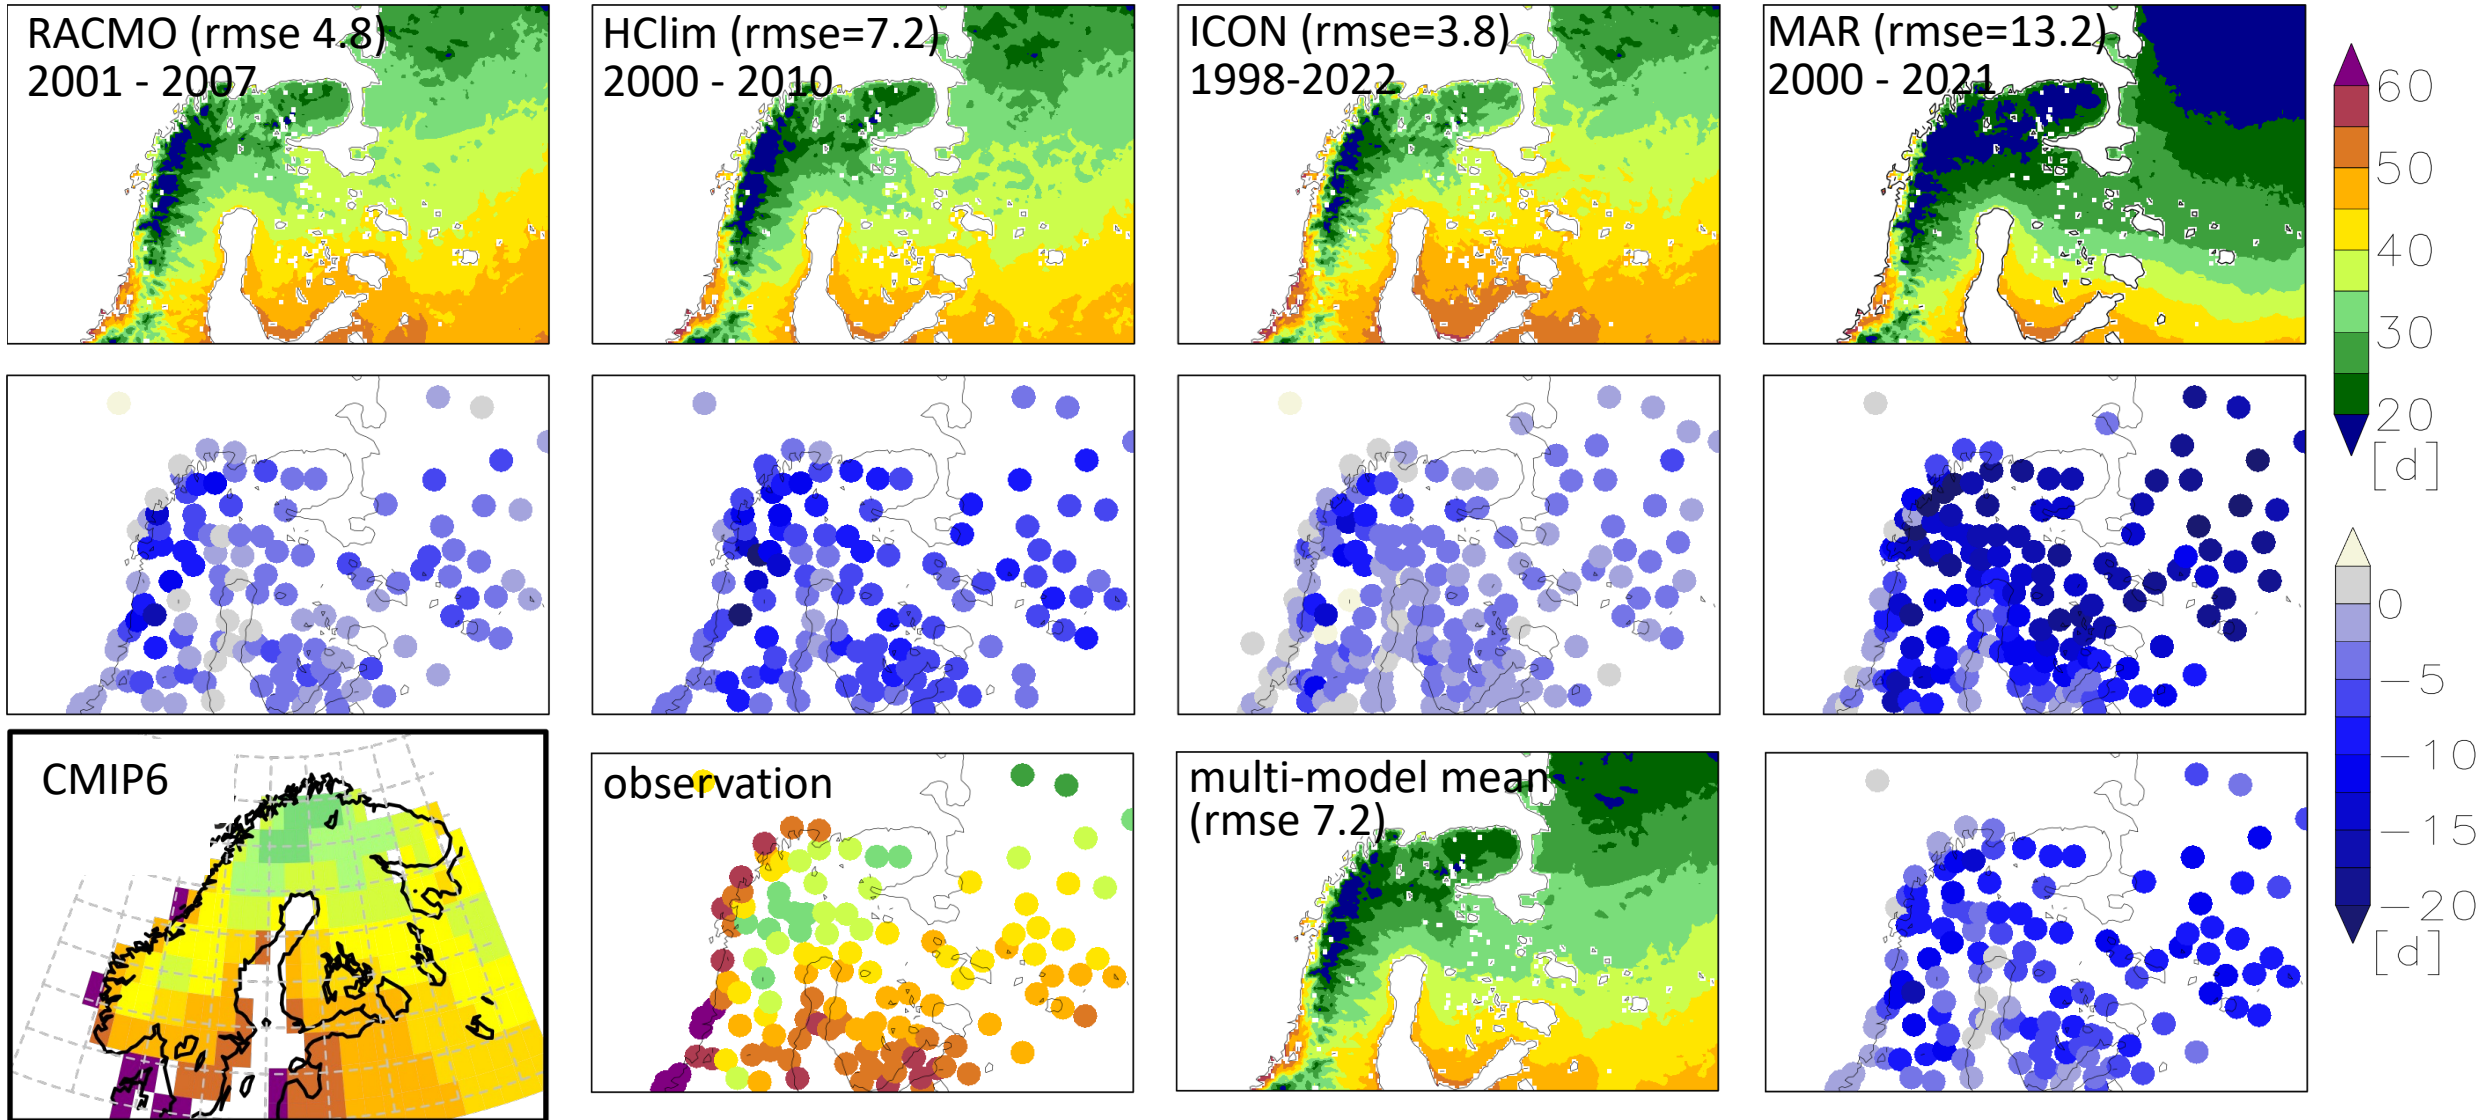 RACMO (rmse 4.8)
2001 - 2007
HClim (rmse=7.2)
2000 - 2010
ICON (rmse=3.8)
1998-2022
MAR (rmse=13.2)
2000 - 2021
60
50
40
30
20
[d]
0
-5
-10
-15
-20
[d]
CMIP6
observation
multi-model mean
(rmse 7.2)